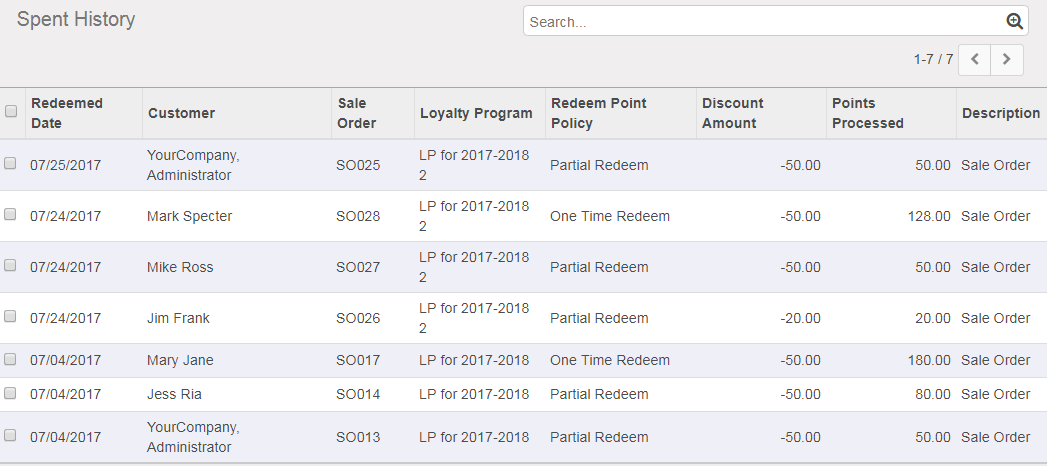 Spent History
Search...
1-7 / 7
Redeemed Date Customer Sale Order Loyalty Program Redeem Point Policy Discount Amount Points Processed Description
07/25/2017 YourCompany, Administrator SO025 LP for 2017-2018 2 Partial Redeem -50.00 50.00 Sale Order
07/24/2017 Mark Specter SO028 LP for 2017-2018 2 One Time Redeem -50.00 128.00 Sale Order
07/24/2017 Mike Ross SO027 LP for 2017-2018 2 Partial Redeem -50.00 50.00 Sale Order
07/24/2017 Jim Frank SO026 LP for 2017-2018 2 Partial Redeem -20.00 20.00 Sale Order
07/04/2017 Mary Jane SO017 LP for 2017-2018 One Time Redeem -50.00 180.00 Sale Order
07/04/2017 Jess Ria SO014 LP for 2017-2018 Partial Redeem -50.00 80.00 Sale Order
07/04/2017 YourCompany, Administrator SO013 LP for 2017-2018 Partial Redeem -50.00 50.00 Sale Order